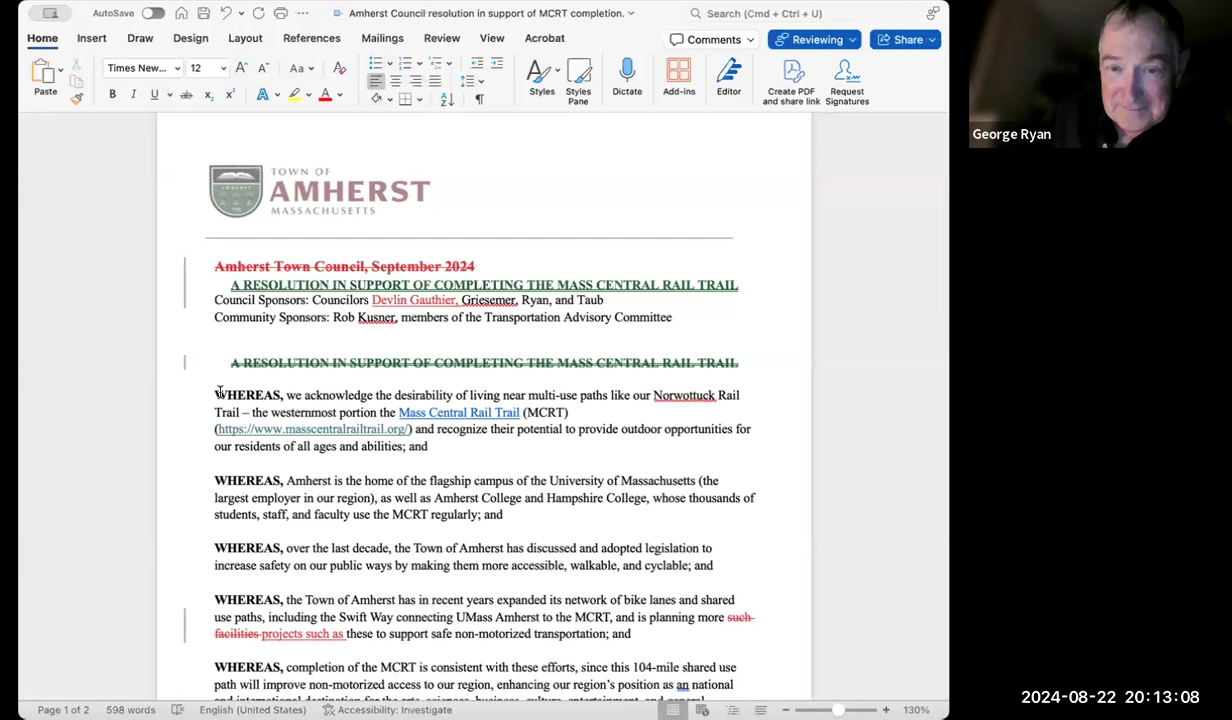 AutoSave
Amherst Council resolution in support of MCRT completion.
Search (Cmd + Ctrl + U)
Home Insert Draw Design Layout References Mailings Review View Acrobat
Comments Reviewing Share
Times New... 12
Paste
Styles
Styles Pane
Dictate
Add-ins
Editor
Create PDF and share link
Request Signatures
George Ryan
TOWN OF
AMHERST
MASSACHUSETTS
Amherst Town Council, September 2024
A RESOLUTION IN SUPPORT OF COMPLETING THE MASS CENTRAL RAIL TRAIL
Council Sponsors: Councilors Devlin Gauthier, Griesemer, Ryan, and Taub
Community Sponsors: Rob Kusner, members of the Transportation Advisory Committee
A RESOLUTION IN SUPPORT OF COMPLETING THE MASS CENTRAL RAIL TRAIL
WHEREAS, we acknowledge the desirability of living near multi-use paths like our Norwottuck Rail
Trail – the westernmost portion the Mass Central Rail Trail (MCRT)
(https://www.masscentralrailtrail.org/) and recognize their potential to provide outdoor opportunities for
our residents of all ages and abilities; and
WHEREAS, Amherst is the home of the flagship campus of the University of Massachusetts (the
largest employer in our region), as well as Amherst College and Hampshire College, whose thousands of
students, staff, and faculty use the MCRT regularly; and
WHEREAS, over the last decade, the Town of Amherst has discussed and adopted legislation to
increase safety on our public ways by making them more accessible, walkable, and cyclable; and
WHEREAS, the Town of Amherst has in recent years expanded its network of bike lanes and shared
use paths, including the Swift Way connecting UMass Amherst to the MCRT, and is planning more such
facilities projects such as these to support safe non-motorized transportation; and
WHEREAS, completion of the MCRT is consistent with these efforts, since this 104-mile shared use
path will improve non-motorized access to our region, enhancing our region's position as an national
and international destination for the arts, sciences, business, culture, entertainment, and general
Page 1 of 2 598 words English (United States) Accessibility: Investigate 130%
2024-08-22 20:13:08